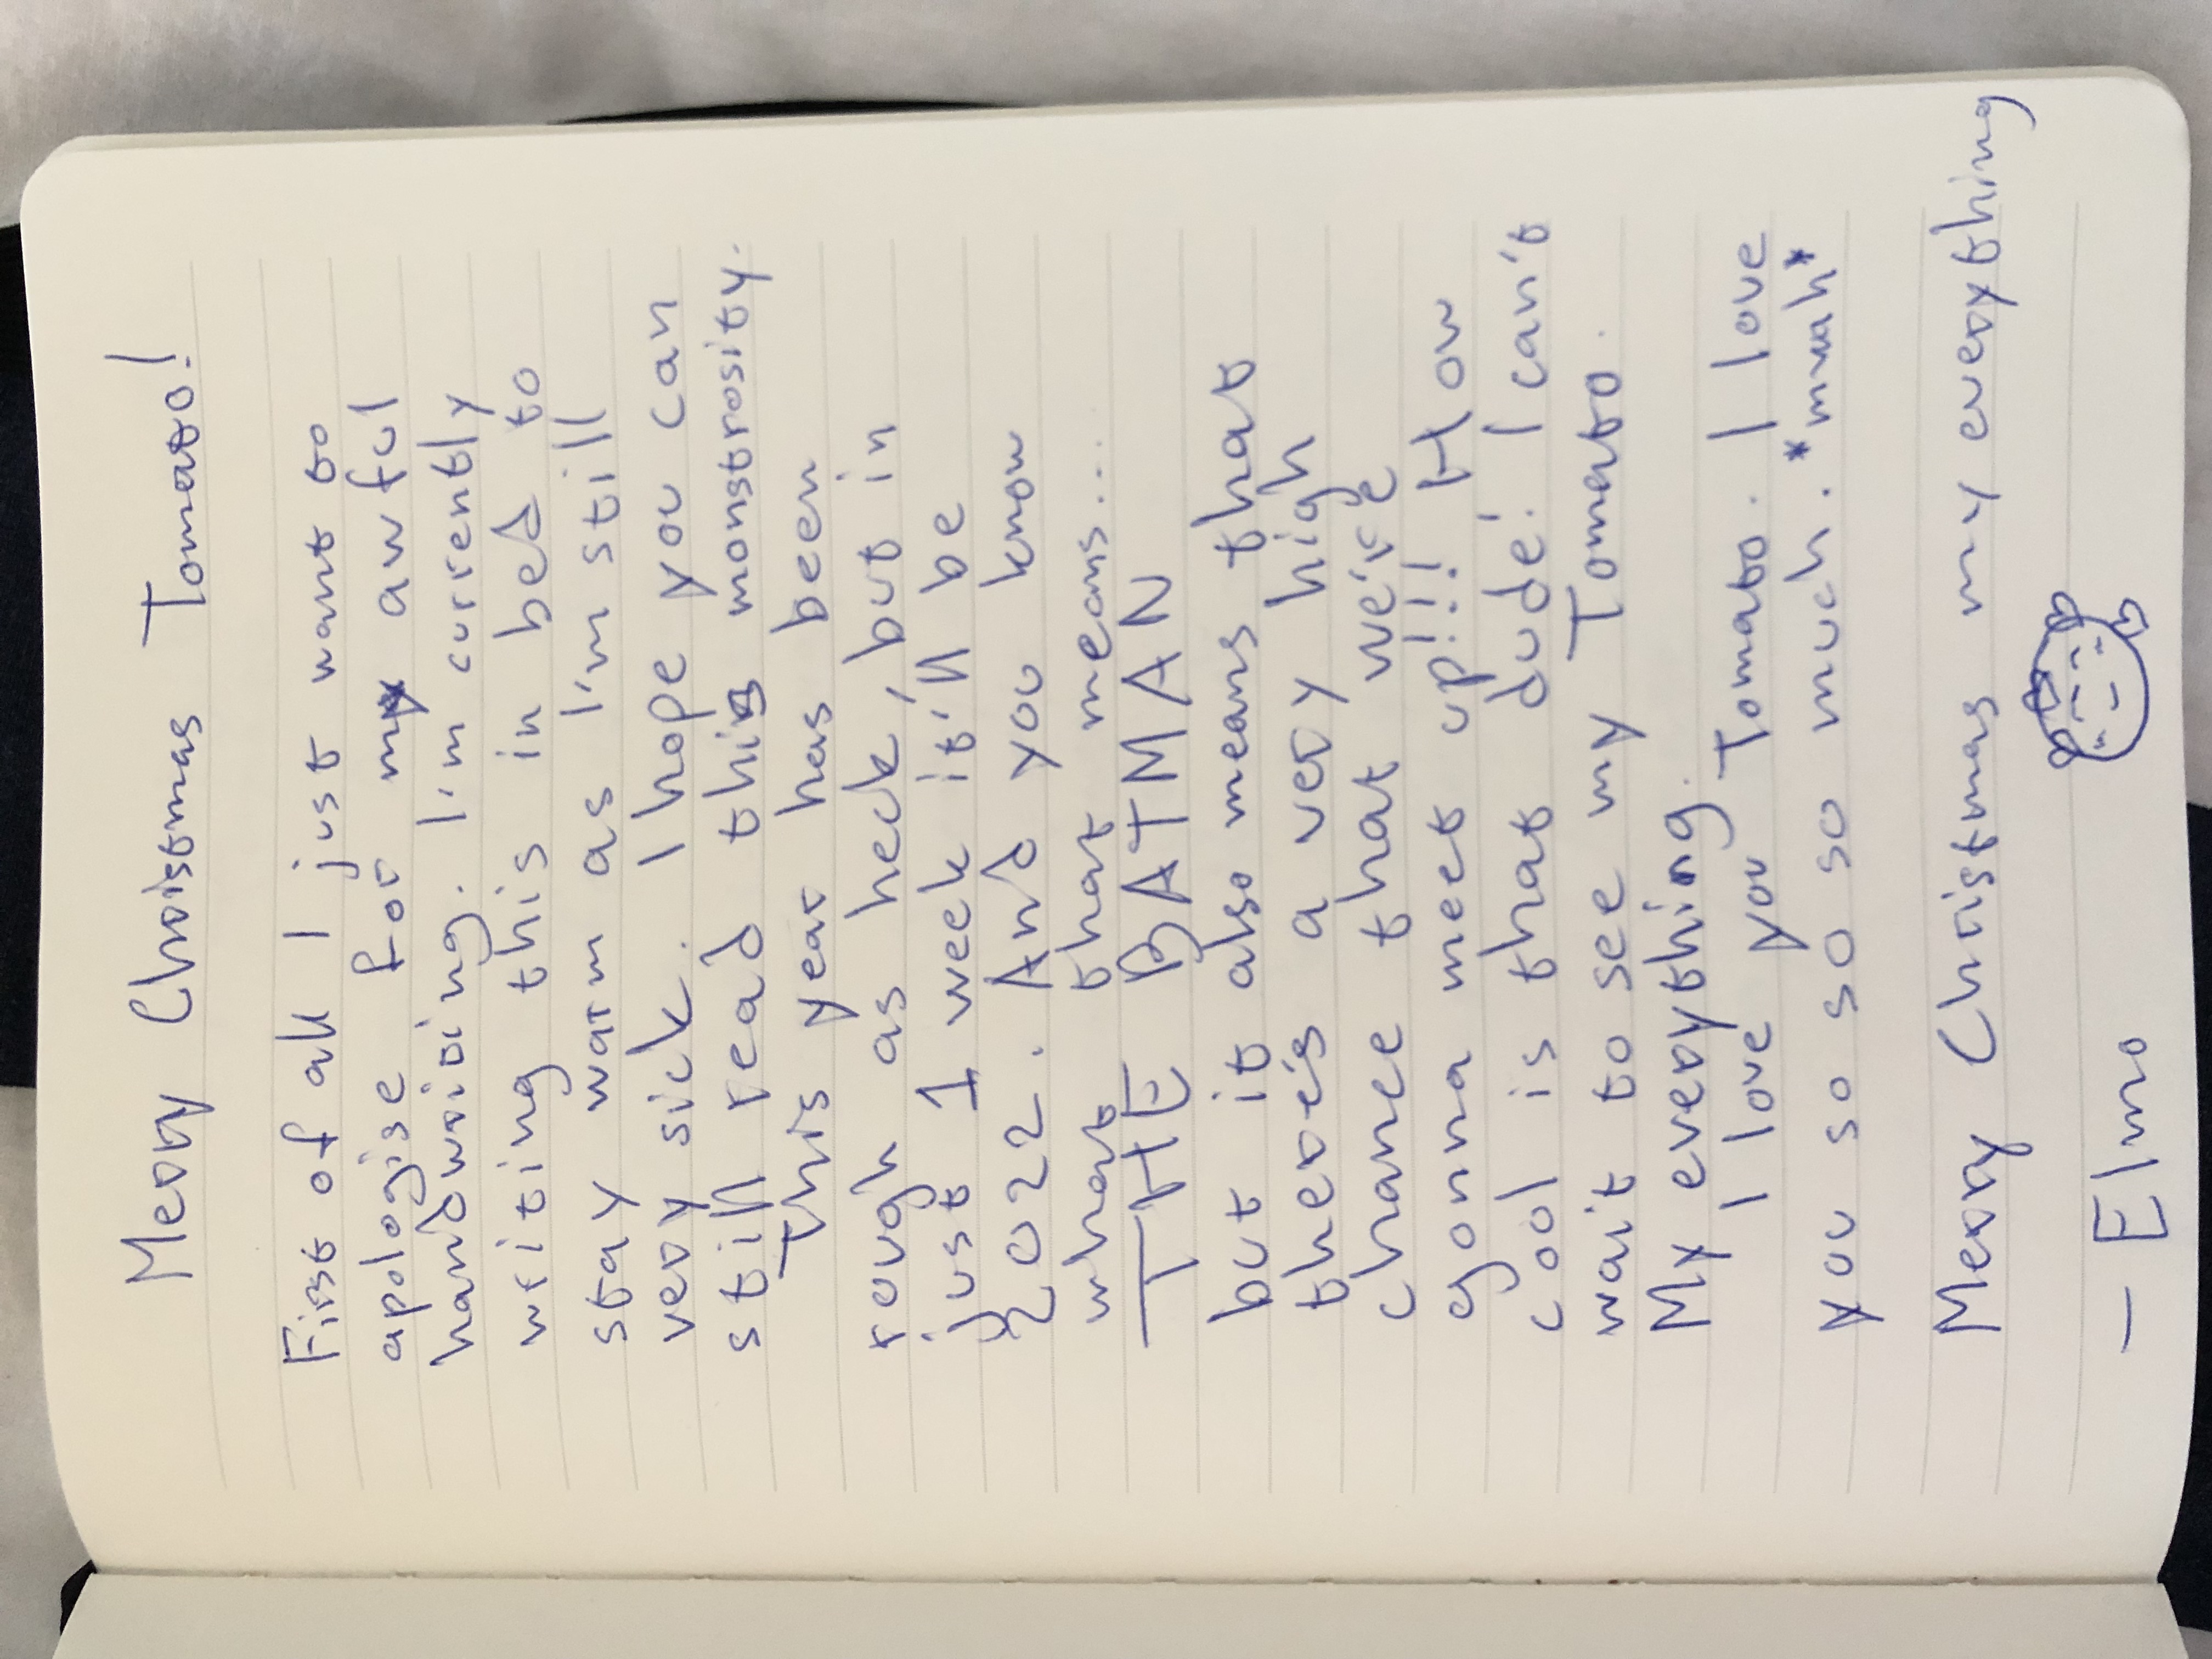 Merry Christmas Tomato!
First of all I just want to
apologise for my awful
handwriting. I'm currently
writing this in bed to
stay warm as I'm still
very sick. I hope you can
still read this monstrosity.
This year has been
rough as heck, but in
just 1 week it'll be
2022. And you know
what that means...
THE BATMAN
but it also means that
there's a very high
chance that we're
gonna meet up!!! How
cool is that dude! I can't
wait to see my Tomato.
My everything.
I love you Tomato. I love
you so so so much. *mwah*
Merry Christmas my everything
- Elmo